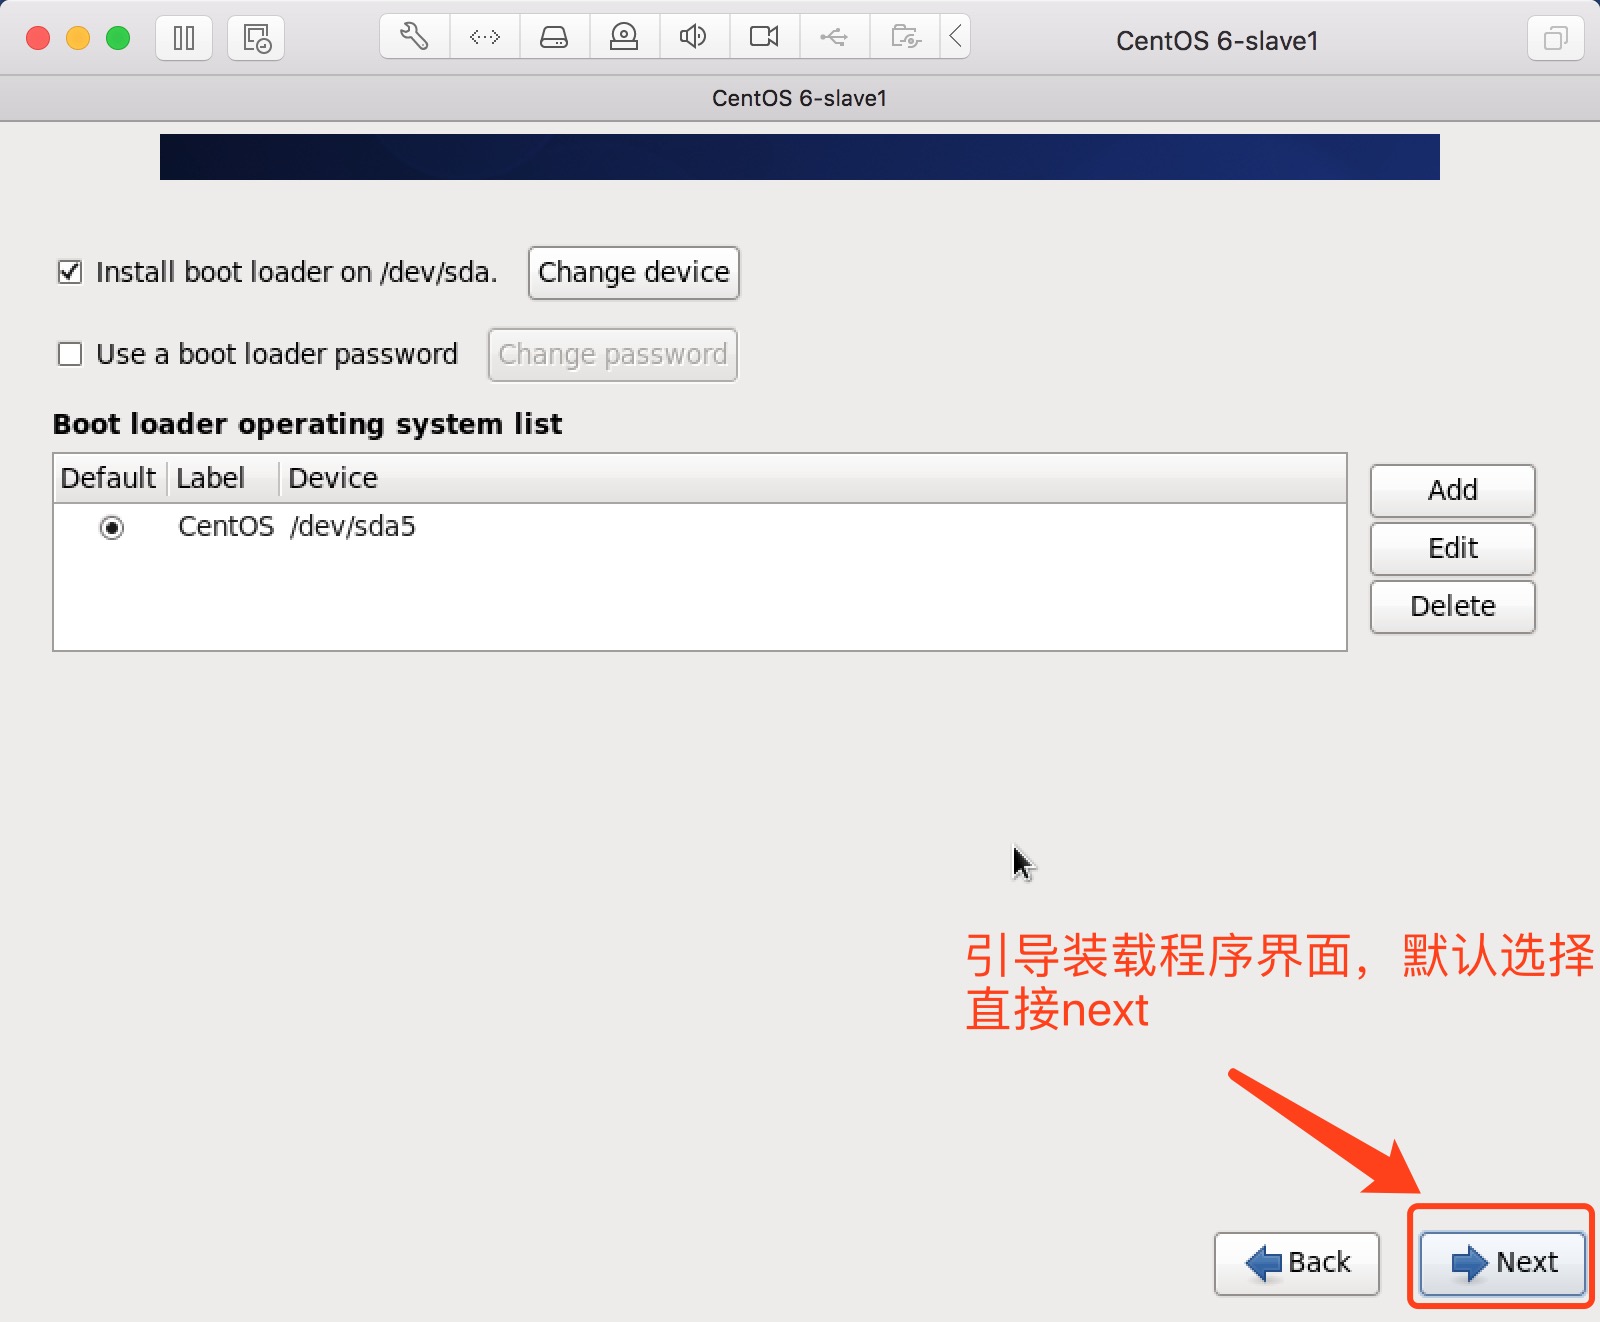 CentOS 6-slave1
CentOS 6-slave1
Install boot loader on /dev/sda. Change device
Use a boot loader password Change password
Boot loader operating system list
Default Label Device
CentOS /dev/sda5
Add
Edit
Delete
引导装载程序界面，默认选择
直接next
Back Next